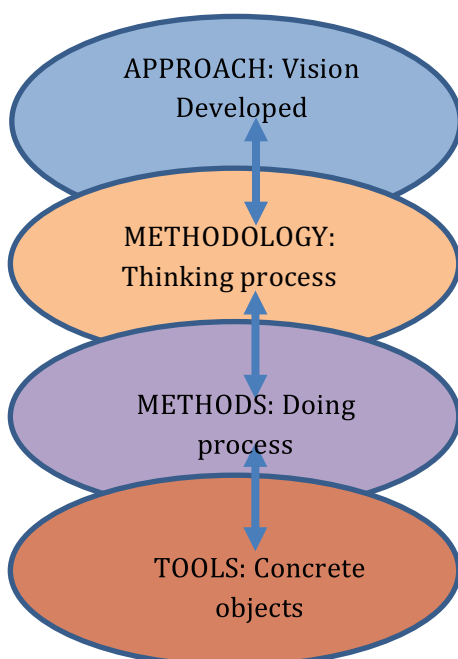 APPROACH: Vision
Developed
METHODOLOGY:
Thinking process
METHODS: Doing
process
TOOLS: Concrete
objects